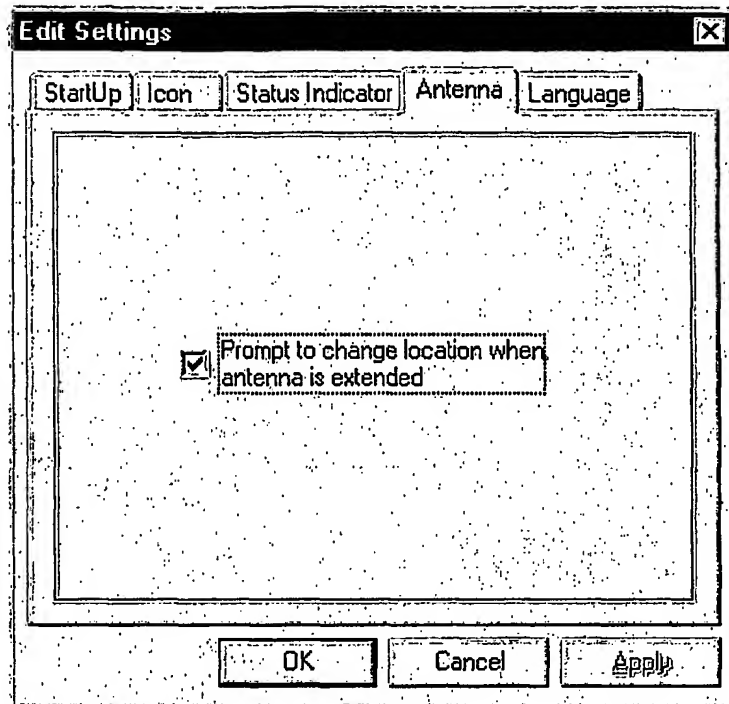 Edit Settings
StartUp Icon Status Indicator Antenna Language
Prompt to change location when
antenna is extended
OK Cancel Apply